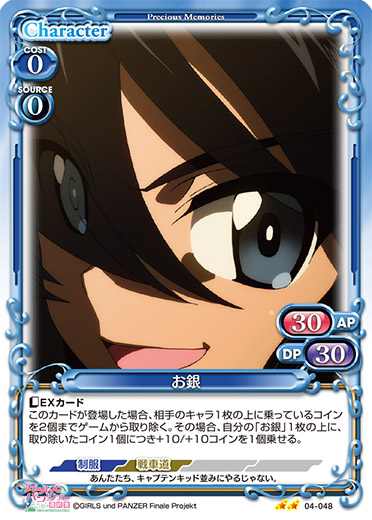 Precious Memories
Character
COST
0
SOURCE
0
30 AP
DP 30
お銀
EXカード
このカードが登場した場合、相手のキャラ1枚の上に乗っているコイン
を2個までゲームから取り除く。その場合、自分の「お銀」1枚の上に、
取り除いたコイン1個につき+10/+10コインを1個乗せる。
制服 戦車道
あんたたち、キャプテンキッド並みにやるじゃない。
©GIRLS und PANZER Finale Projekt
04-048